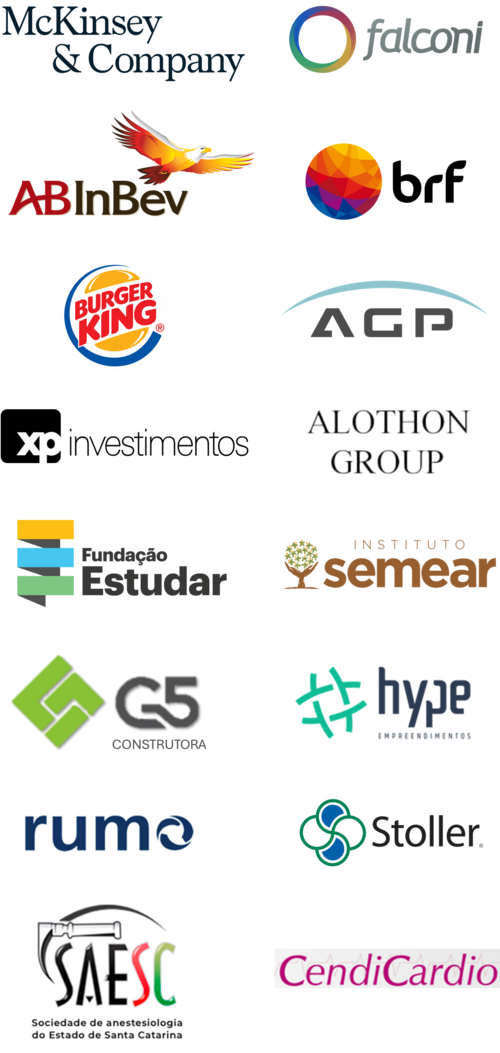 McKinsey
& Company
falconi
ABInBev
brf
BURGER
KING®
AGP
xp investimentos
ALOTHON
GROUP
Fundação
Estudar
INSTITUTO
semear
G5
CONSTRUTORA
hype
EMPREENDIMENTOS
rumo
Stoller®
SAESC
Sociedade de anestesiologia
do Estado de Santa Catarina
CendiCardio